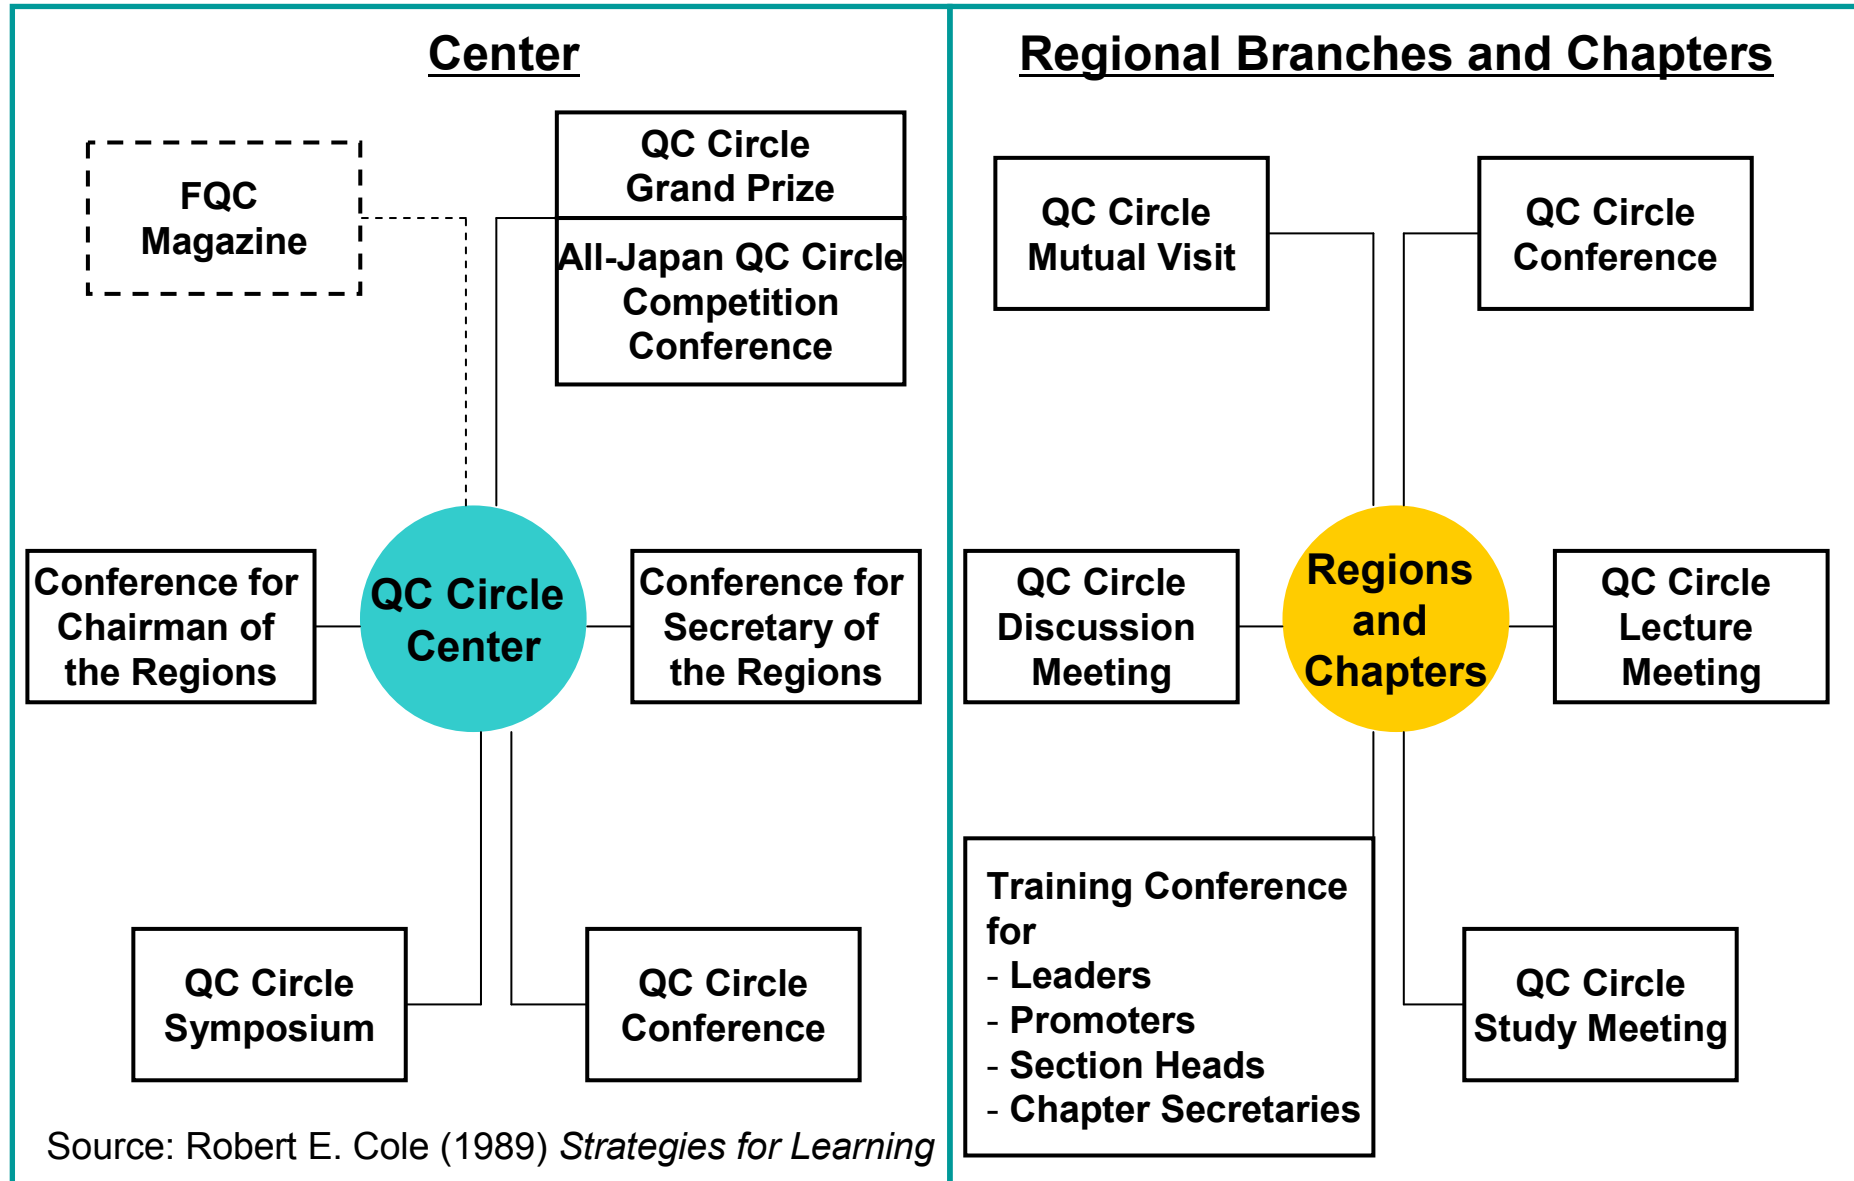 Center
FQC
Magazine
QC Circle
Grand Prize
All-Japan QC Circle
Competition
Conference
Conference for
Chairman of
the Regions
QC Circle
Center
Conference for
Secretary of
the Regions
QC Circle
Symposium
QC Circle
Conference
Source: Robert E. Cole (1989) Strategies for Learning
Regional Branches and Chapters
QC Circle
Mutual Visit
QC Circle
Conference
QC Circle
Discussion
Meeting
Regions
and
Chapters
QC Circle
Lecture
Meeting
Training Conference
for
- Leaders
- Promoters
- Section Heads
- Chapter Secretaries
QC Circle
Study Meeting